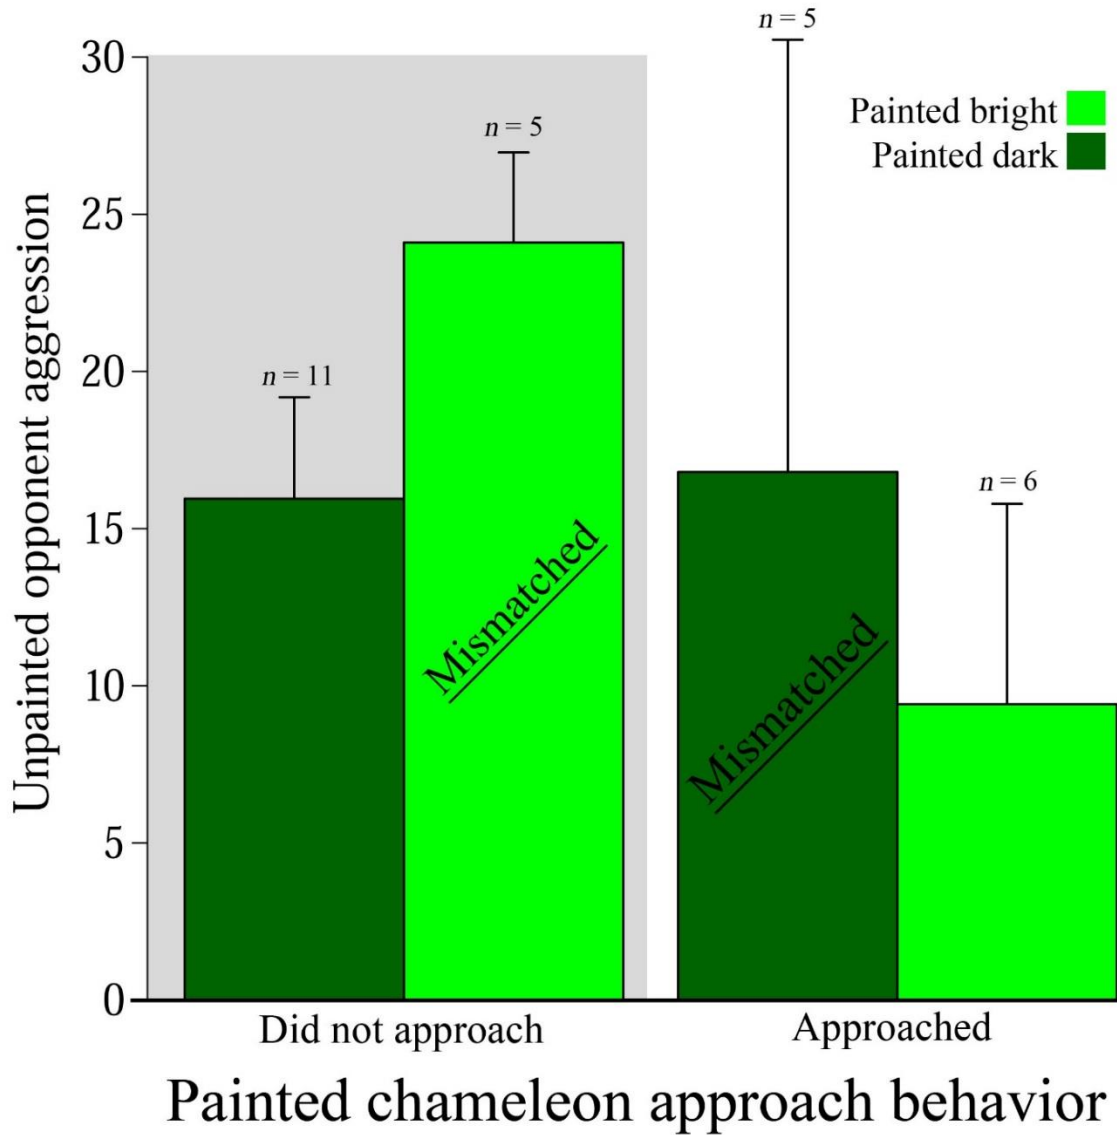 n = 5
30
Painted bright
n = 5
Painted dark
25
20
n = 11
n = 6
15
Mismatched
Mismatched
10
5
0
Unpainted opponent aggression
Did not approach
Approached
Painted chameleon approach behavior